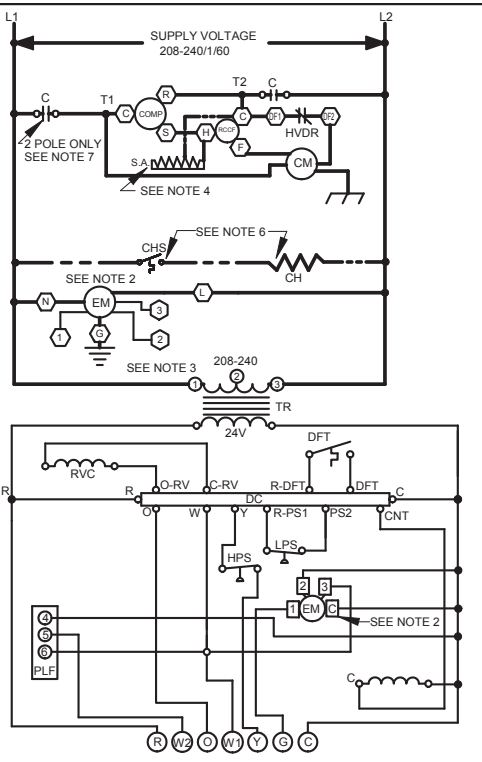 L1 L2
SUPPLY VOLTAGE
208-240/1/60
C T1 T2 C
R
C COMP C DF1 DF2
RCCF HVDR
S H
F
2 POLE ONLY
SEE NOTE 7
S.A. CM
SEE NOTE 4
SEE NOTE 6
CHS
CH
SEE NOTE 2
N EM L
3
1 G 2
SEE NOTE 3 208-240
1 2 3
TR
24V
DFT
RVC
O-RV C-RV R-DFT DFT
R R DC C
O W Y R-PS1 PS2 CNT
LPS
HPS
2 3
1 EM C
SEE NOTE 2
4
5
6
PLF
C
R W2 O W1 Y G C